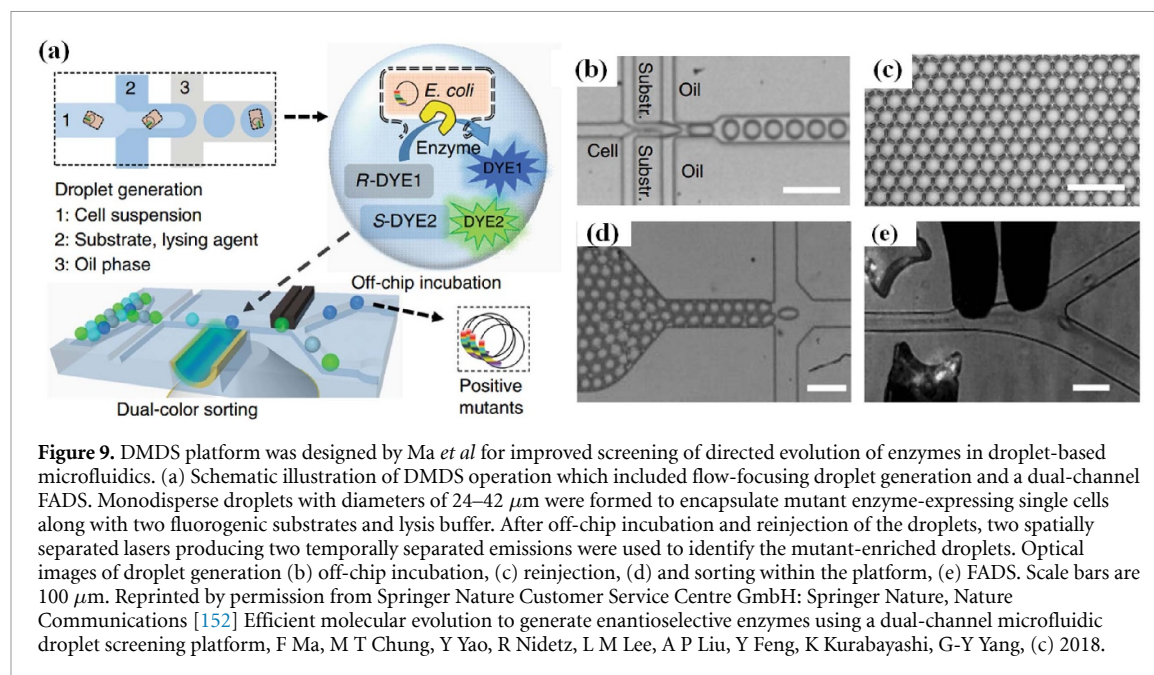 (a)
2
3
1
Droplet generation
1: Cell suspension
2: Substrate, lysing agent
3: Oil phase
E. coli
Enzyme
R-DYE1
DYE1
S-DYE2
DYE2
Off-chip incubation
Dual-color sorting
Positive
mutants
(b)
Substr.
Oil
Cell
Substr.
Oil
(c)
(d)
(e)
Figure 9. DMDS platform was designed by Ma et al for improved screening of directed evolution of enzymes in droplet-based
microfluidics. (a) Schematic illustration of DMDS operation which included flow-focusing droplet generation and a dual-channel
FADS. Monodisperse droplets with diameters of 24–42 μm were formed to encapsulate mutant enzyme-expressing single cells
along with two fluorogenic substrates and lysis buffer. After off-chip incubation and reinjection of the droplets, two spatially
separated lasers producing two temporally separated emissions were used to identify the mutant-enriched droplets. Optical
images of droplet generation (b) off-chip incubation, (c) reinjection, (d) and sorting within the platform, (e) FADS. Scale bars are
100 μm. Reprinted by permission from Springer Nature Customer Service Centre GmbH: Springer Nature, Nature
Communications [152] Efficient molecular evolution to generate enantioselective enzymes using a dual-channel microfluidic
droplet screening platform, F Ma, M T Chung, Y Yao, R Nidetz, L M Lee, A P Liu, Y Feng, K Kurabayashi, G-Y Yang, (c) 2018.